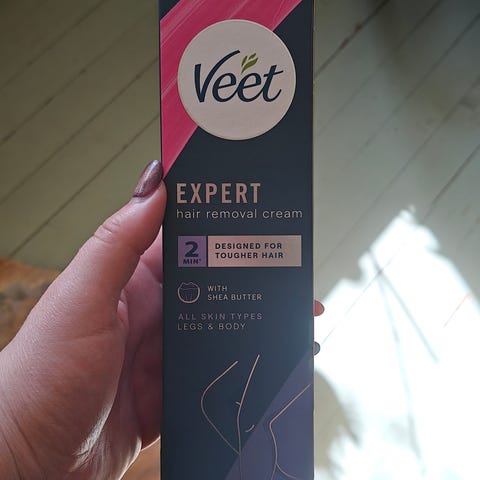 Veet
EXPERT
hair removal cream
2
MIN*
DESIGNED FOR
TOUGHER HAIR
WITH
SHEA BUTTER
ALL SKIN TYPES
LEGS & BODY